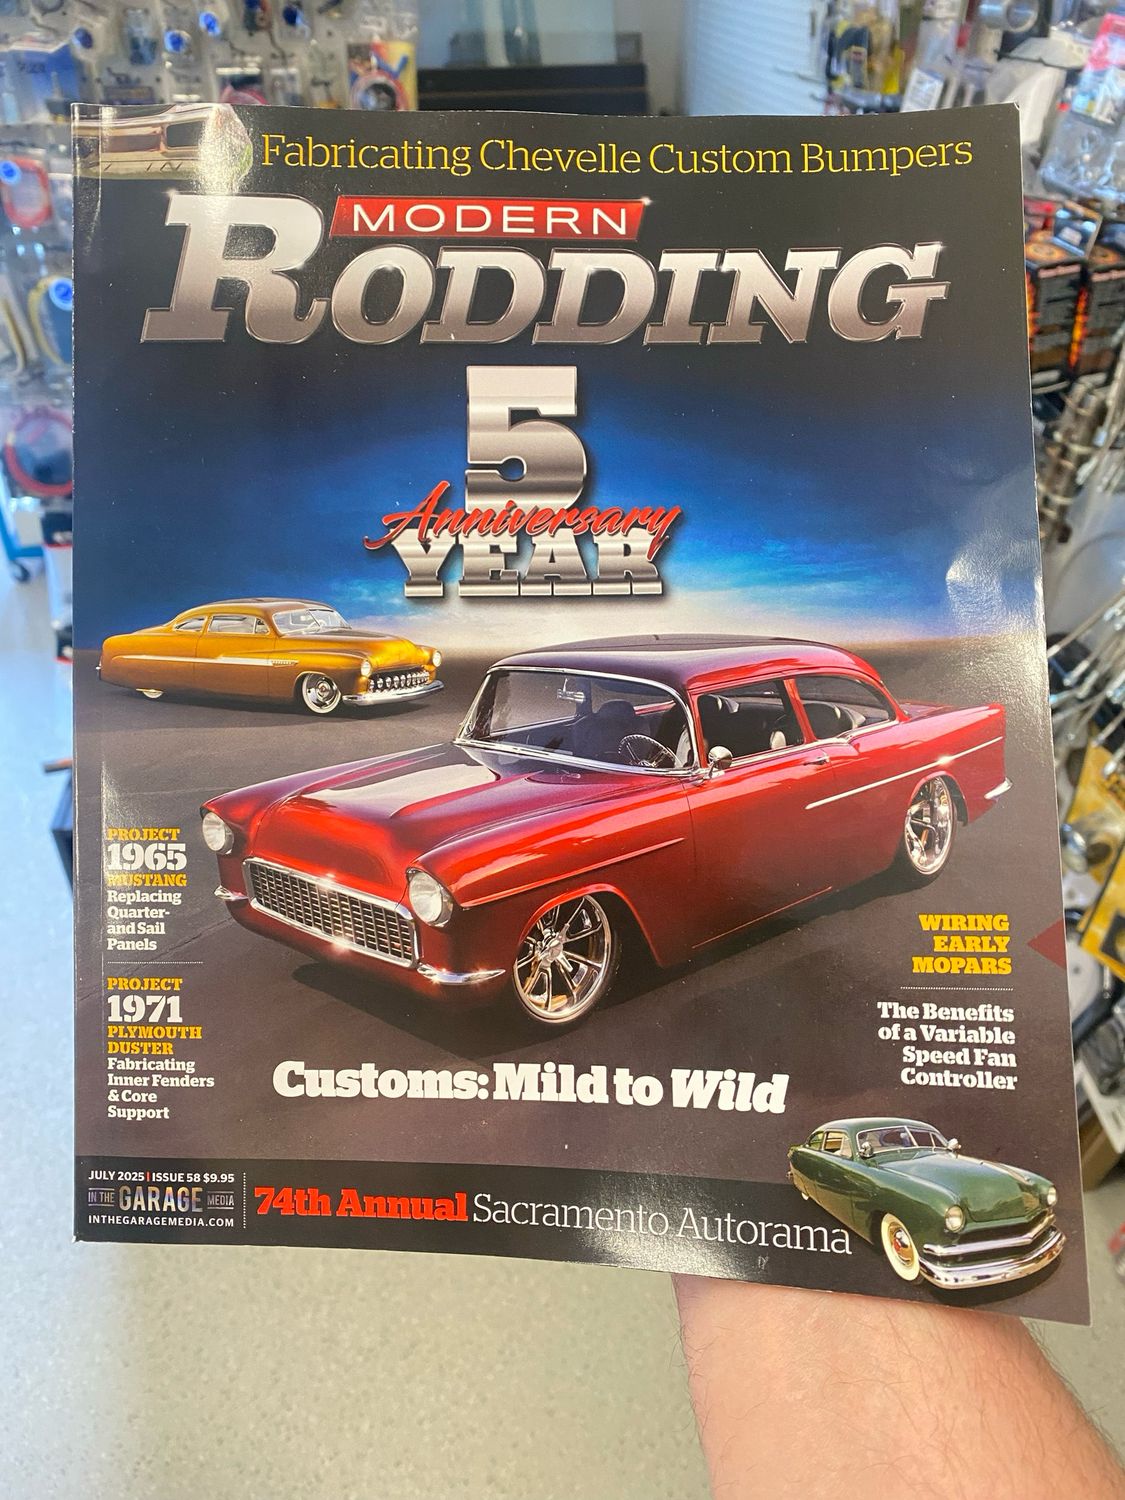 Fabricating Chevelle Custom Bumpers
MODERN
RODDING
5
Anniversary
YEAR
PROJECT
1965
MUSTANG
Replacing
Quarter-
and Sail
Panels
PROJECT
1971
PLYMOUTH
DUSTER
Fabricating
Inner Fenders
& Core
Support
WIRING
EARLY
MOPARS
The Benefits
of a Variable
Speed Fan
Controller
Customs: Mild to Wild
JULY 2025 | ISSUE 58 $9.95
IN THE GARAGE MEDIA
INTHEGARAGEMEDIA.COM
74th Annual Sacramento Autorama